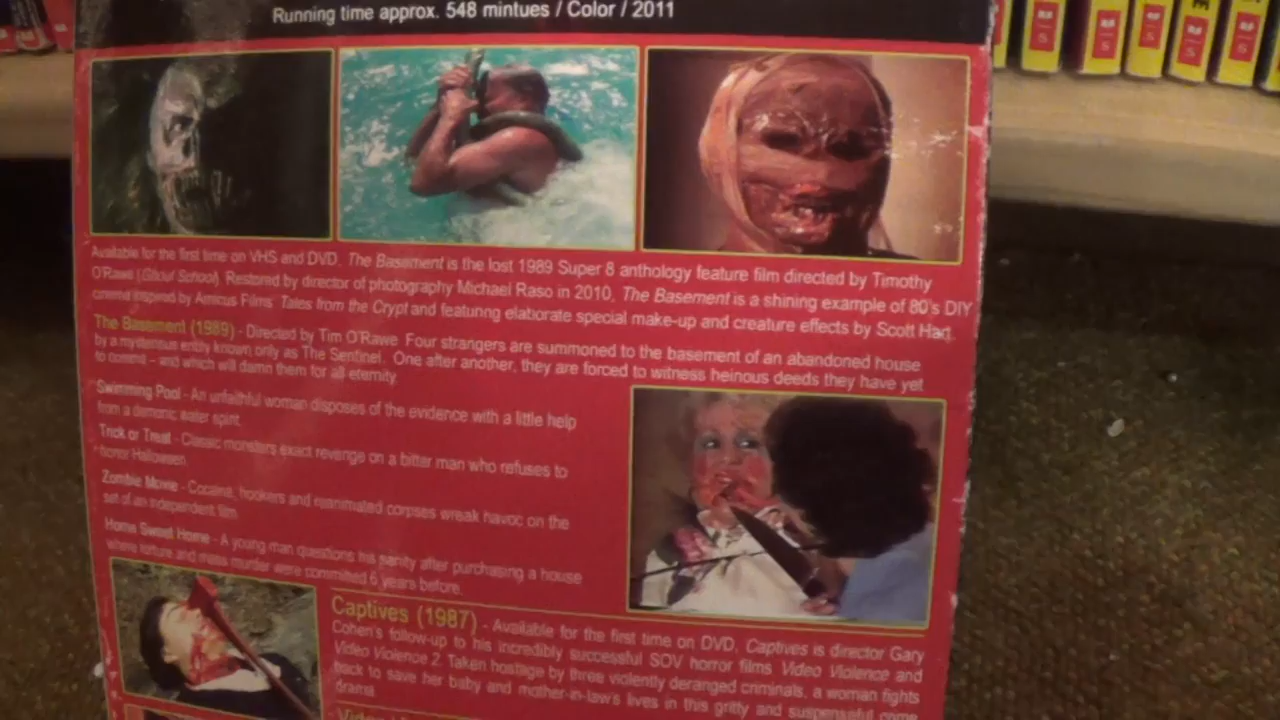 Running time approx. 548 mintues / Color / 2011
Available for the first time on VHS and DVD. The Basement is the lost 1989 Super 8 anthology feature film directed by Timothy
O'Rawe (Ghoul School). Restored by director of photography Michael Raso in 2010, The Basement is a shining example of 80's DIY
cinema inspired by Amicus Films' Tales from the Crypt and featuring elaborate special make-up and creature effects by Scott Hart.
The Basement (1989) - Directed by Tim O'Rawe. Four strangers are summoned to the basement of an abandoned house
by a mysterious entity known only as The Sentinel. One after another, they are forced to witness heinous deeds they have yet
to commit – and which will damn them for all eternity.
Swimming Pool - An unfaithful woman disposes of the evidence with a little help
from a demonic water spirit.
Trick or Treat - Classic monsters exact revenge on a bitter man who refuses to
honor Halloween.
Zombie Movie - Cocaine, hookers and reanimated corpses wreak havoc on the
set of an independent film.
Home Sweet Home - A young man questions his sanity after purchasing a house
where torture and mass murder were committed 6 years before.
Captives (1987) - Available for the first time on DVD, Captives is director Gary
Cohen's follow-up to his incredibly successful SOV horror films Video Violence and
Video Violence 2. Taken hostage by three violently deranged criminals, a woman fights
back to save her baby and mother-in-law's lives in this gritty and suspenseful crime
drama.